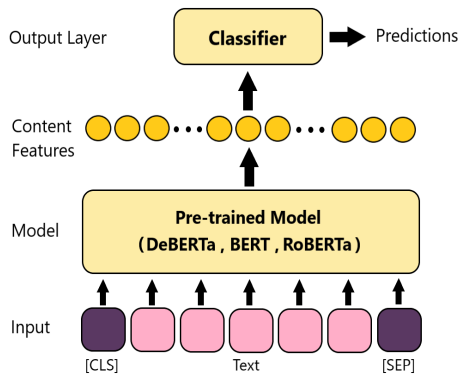 Output Layer
Classifier
Predictions
Content
Features
Model
Pre-trained Model
(DeBERTa , BERT , RoBERTa )
Input
[CLS]
Text
[SEP]